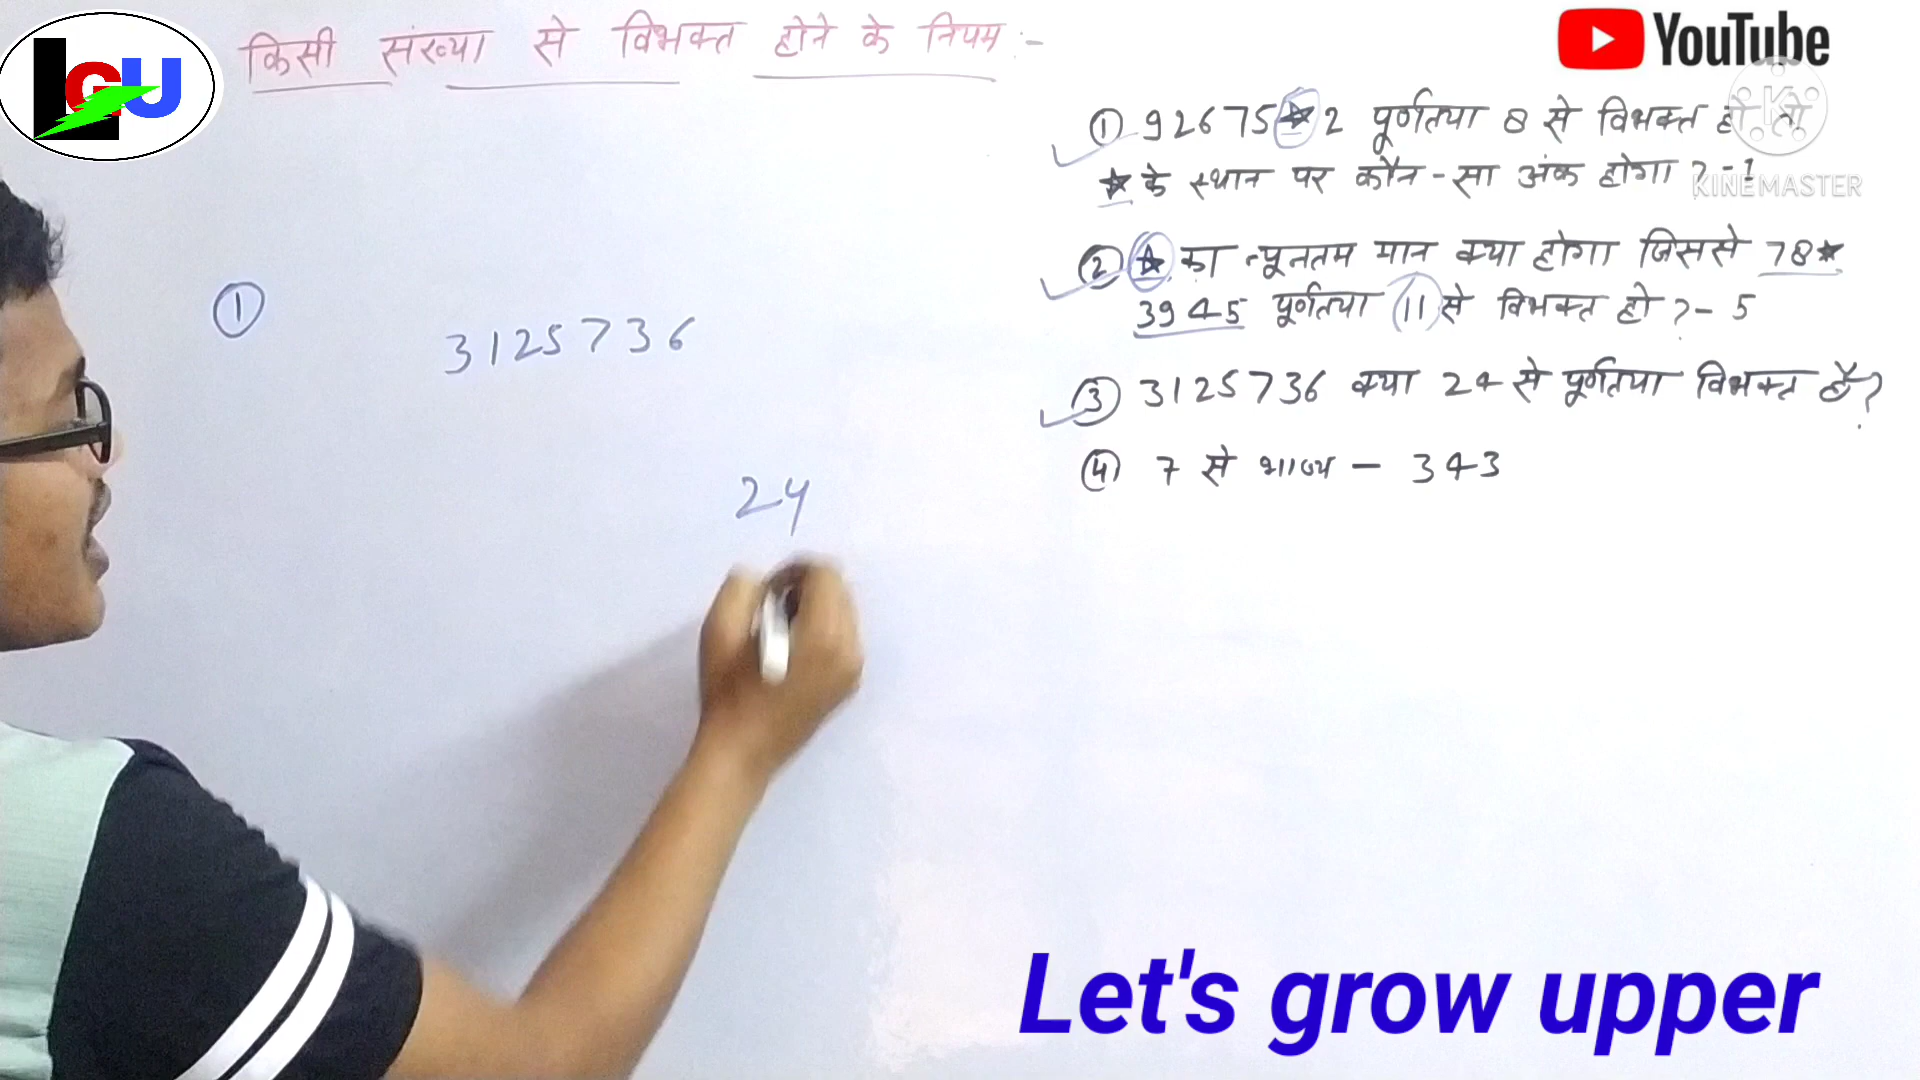 LGU
किसी संख्या से विभक्त होने के नियम :-
YouTube
① 92675★2 पूर्णतया 8 से विभक्त हो तो
★ के स्थान पर कौन-सा अंक होगा ? - 1
KINEMASTER
② ★ का न्यूनतम मान क्या होगा जिससे 78★
3945 पूर्णतया 11 से विभक्त हो ? - 5
③ 3125736 क्या 24 से पूर्णतया विभक्त है ?
④ 7 से भाज्य - 343
①
3125736
24
Let's grow upper